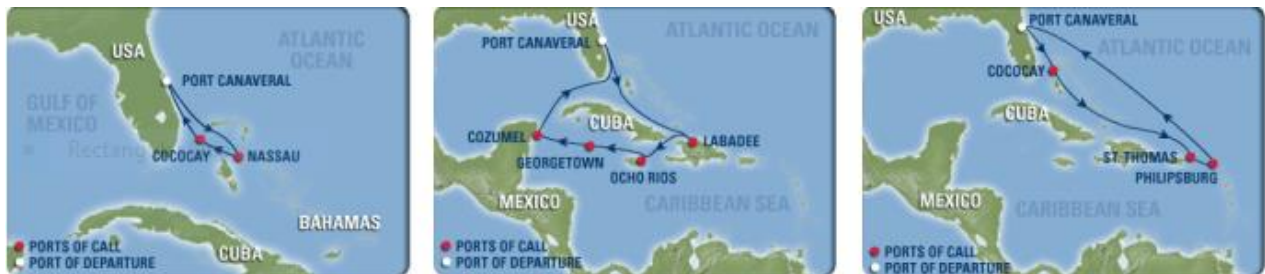 USA
ATLANTIC
OCEAN
PORT CANAVERAL
GULF OF
MEXICO
Rectang
COCOCAY
NASSAU
BAHAMAS
CUBA
PORTS OF CALL
PORT OF DEPARTURE
USA
ATLANTIC OCEAN
PORT CANAVERAL
CUBA
COZUMEL
LABADEE
GEORGETOWN
OCHO RIOS
MEXICO
CARIBBEAN SEA
PORTS OF CALL
PORT OF DEPARTURE
USA
PORT CANAVERAL
ATLANTIC OCEAN
COCOCAY
CUBA
ST. THOMAS
PHILIPSBURG
MEXICO
CARIBBEAN SEA
PORTS OF CALL
PORT OF DEPARTURE